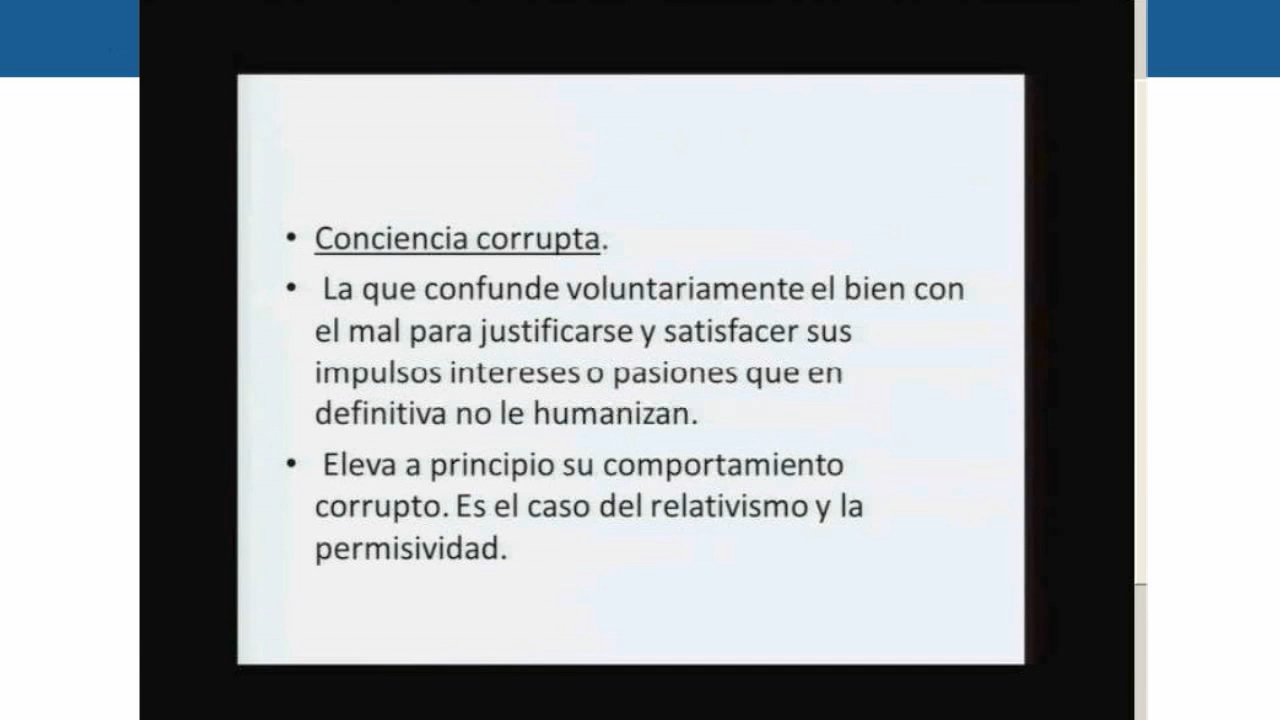 • Conciencia corrupta.
• La que confunde voluntariamente el bien con
el mal para justificarse y satisfacer sus
impulsos intereses o pasiones que en
definitiva no le humanizan.
• Eleva a principio su comportamiento
corrupto. Es el caso del relativismo y la
permisividad.